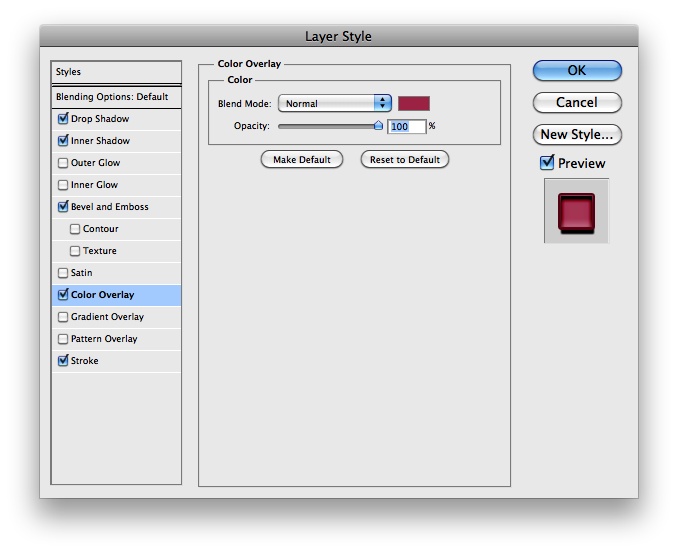 Layer Style
Styles
Blending Options: Default
Drop Shadow
Inner Shadow
Outer Glow
Inner Glow
Bevel and Emboss
Contour
Texture
Satin
Color Overlay
Gradient Overlay
Pattern Overlay
Stroke
Color Overlay
Color
Blend Mode: Normal
Opacity: 100 %
Make Default Reset to Default
OK
Cancel
New Style...
Preview